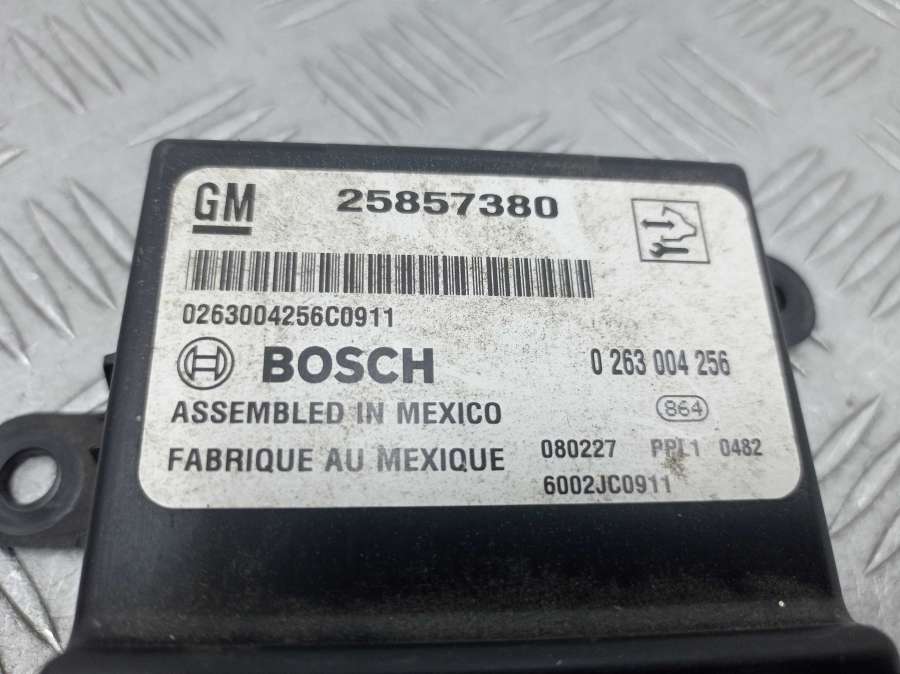 GM 25857380
0263004256C0911
BOSCH 0 263 004 256
ASSEMBLED IN MEXICO 864
FABRIQUE AU MEXIQUE 080227 PPL1 0482
6002JC0911